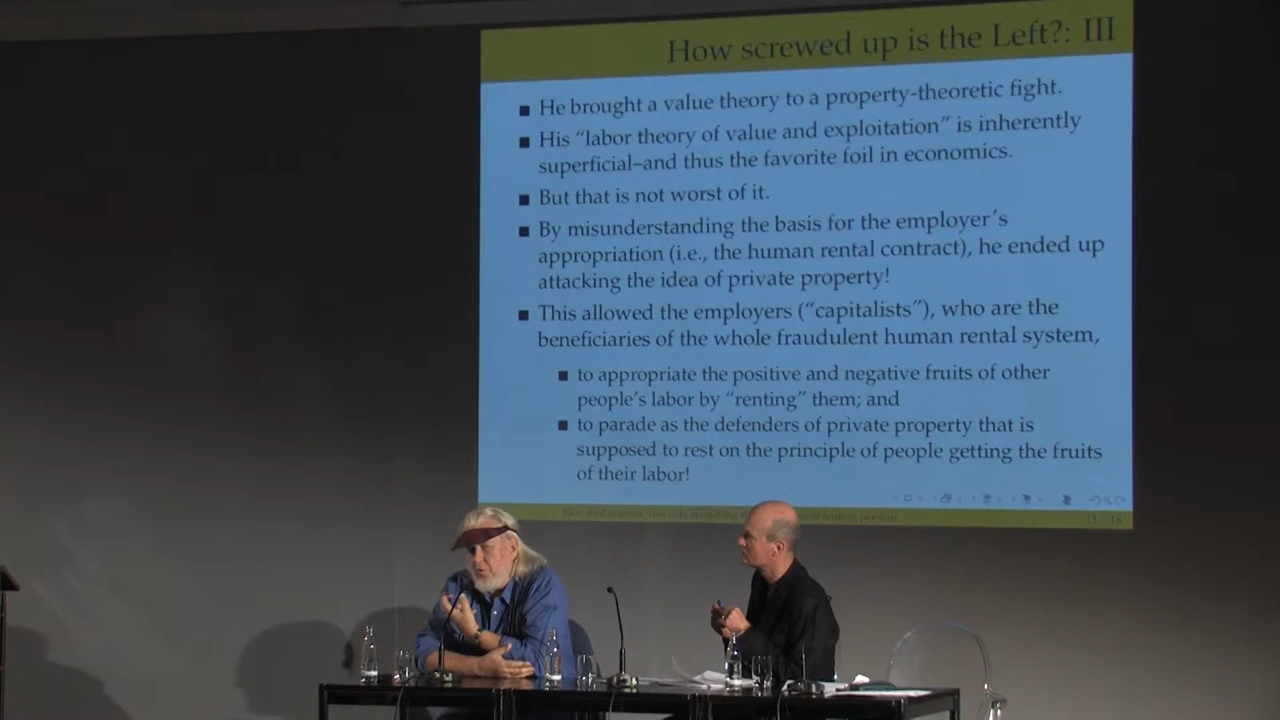 How screwed up is the Left?: III
He brought a value theory to a property-theoretic fight.
His “labor theory of value and exploitation” is inherently
superficial–and thus the favorite foil in economics.
But that is not worst of it.
By misunderstanding the basis for the employer's
appropriation (i.e., the human rental contract), he ended up
attacking the idea of private property!
This allowed the employers (“capitalists”), who are the
beneficiaries of the whole fraudulent human rental system,
to appropriate the positive and negative fruits of other
people's labor by “renting” them; and
to parade as the defenders of private property that is
supposed to rest on the principle of people getting the fruits
of their labor!
of renting persons